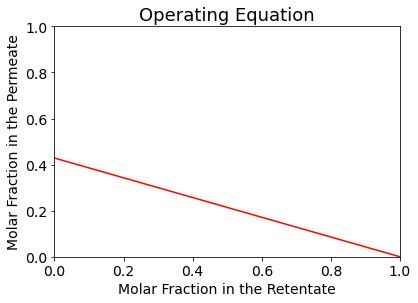 Operating Equation
Molar Fraction in the Permeate
1.0
0.8
0.6
0.4
0.2
0.0
0.0 0.2 0.4 0.6 0.8 1.0
Molar Fraction in the Retentate